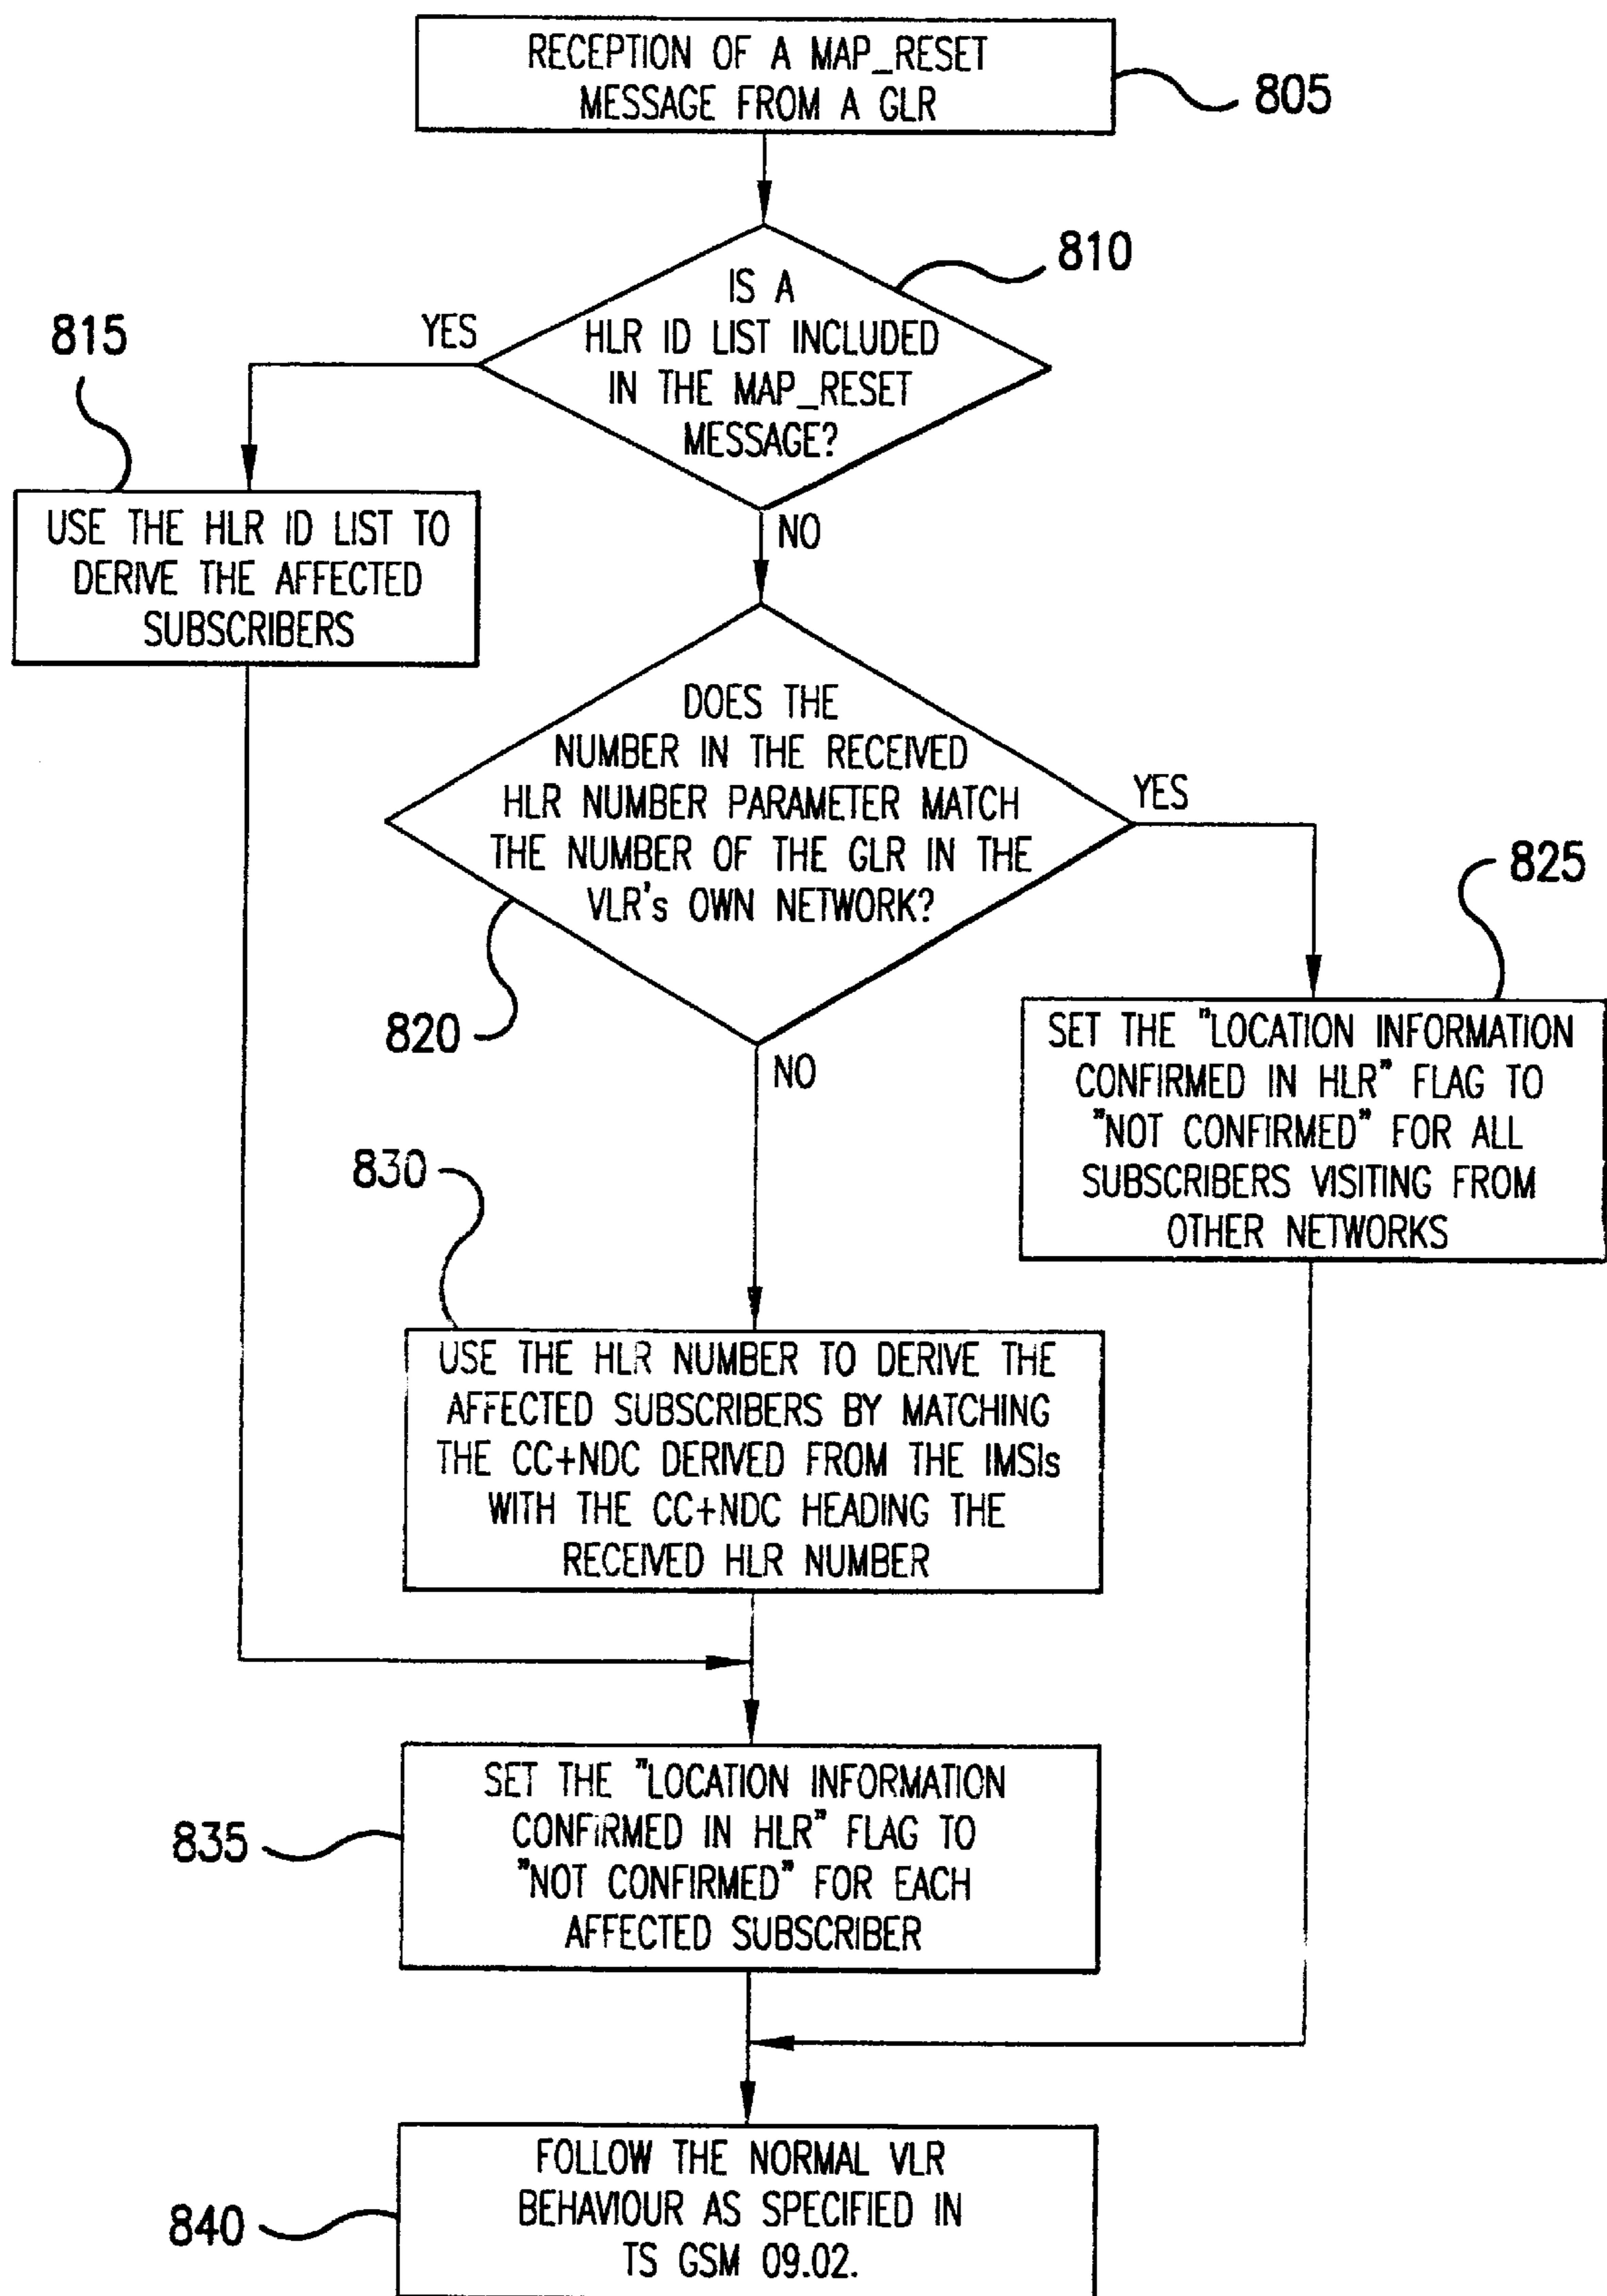 RECEPTION OF A MAP_RESET
MESSAGE FROM A GLR
805
810
IS A
HLR ID LIST INCLUDED
IN THE MAP_RESET
MESSAGE?
YES
815
NO
USE THE HLR ID LIST TO
DERIVE THE AFFECTED
SUBSCRIBERS
DOES THE
NUMBER IN THE RECEIVED
HLR NUMBER PARAMETER MATCH
THE NUMBER OF THE GLR IN THE
VLR's OWN NETWORK?
YES
825
820
NO
SET THE "LOCATION INFORMATION
CONFIRMED IN HLR" FLAG TO
"NOT CONFIRMED" FOR ALL
SUBSCRIBERS VISITING FROM
OTHER NETWORKS
830
USE THE HLR NUMBER TO DERIVE THE
AFFECTED SUBSCRIBERS BY MATCHING
THE CC+NDC DERIVED FROM THE IMSIs
WITH THE CC+NDC HEADING THE
RECEIVED HLR NUMBER
SET THE "LOCATION INFORMATION
CONFIRMED IN HLR" FLAG TO
"NOT CONFIRMED" FOR EACH
AFFECTED SUBSCRIBER
835
FOLLOW THE NORMAL VLR
BEHAVIOUR AS SPECIFIED IN
TS GSM 09.02.
840